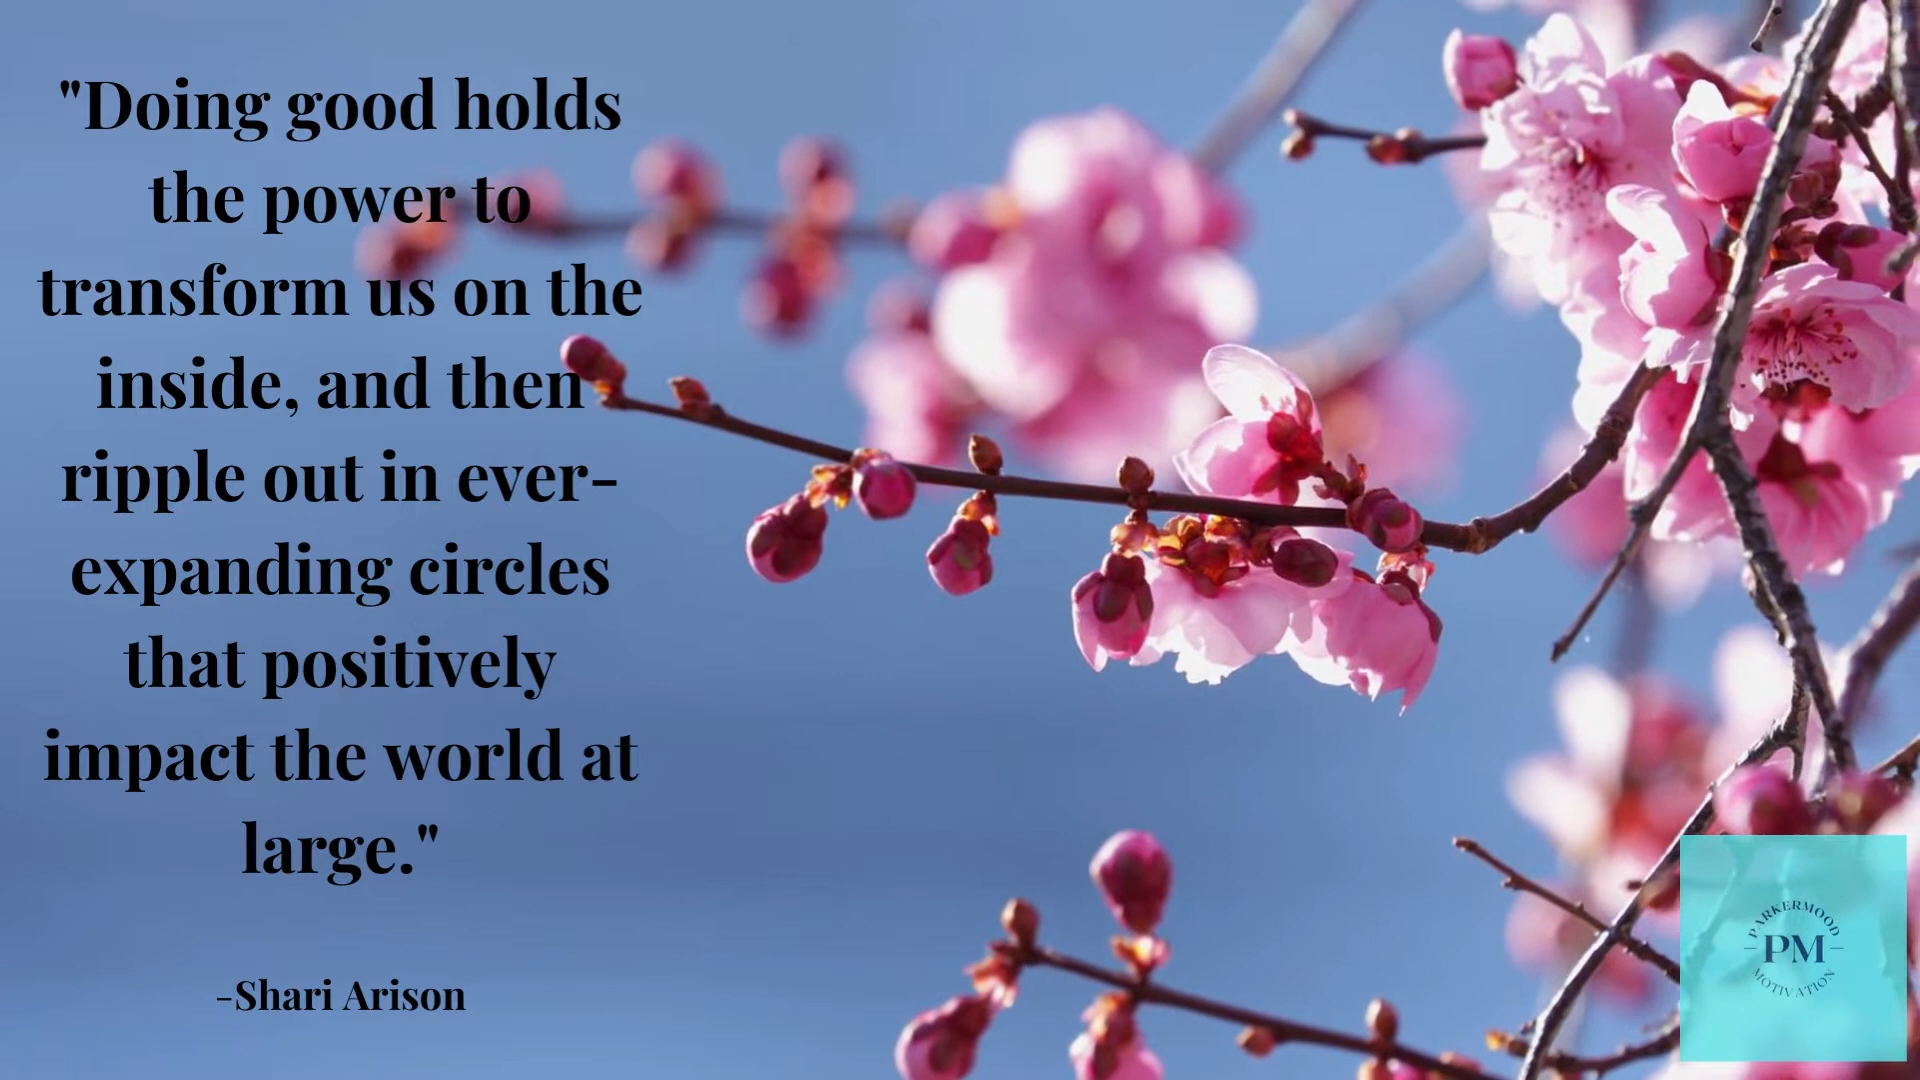 "Doing good holds
the power to
transform us on the
inside, and then
ripple out in ever-
expanding circles
that positively
impact the world at
large."
-Shari Arison
PARKERMOOD
PM
MOTIVATION